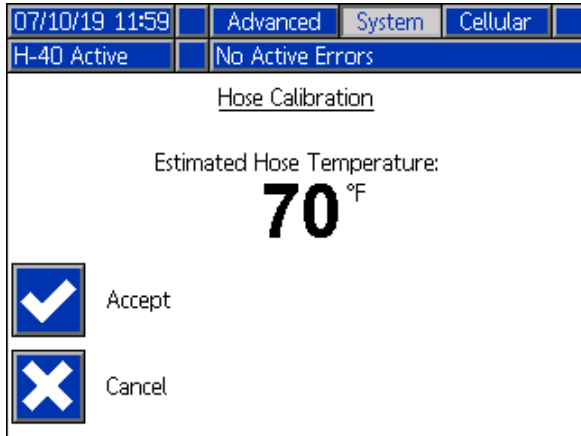 07/10/19 11:59 Advanced System Cellular
H-40 Active No Active Errors
Hose Calibration
Estimated Hose Temperature:
70 °F
Accept
Cancel